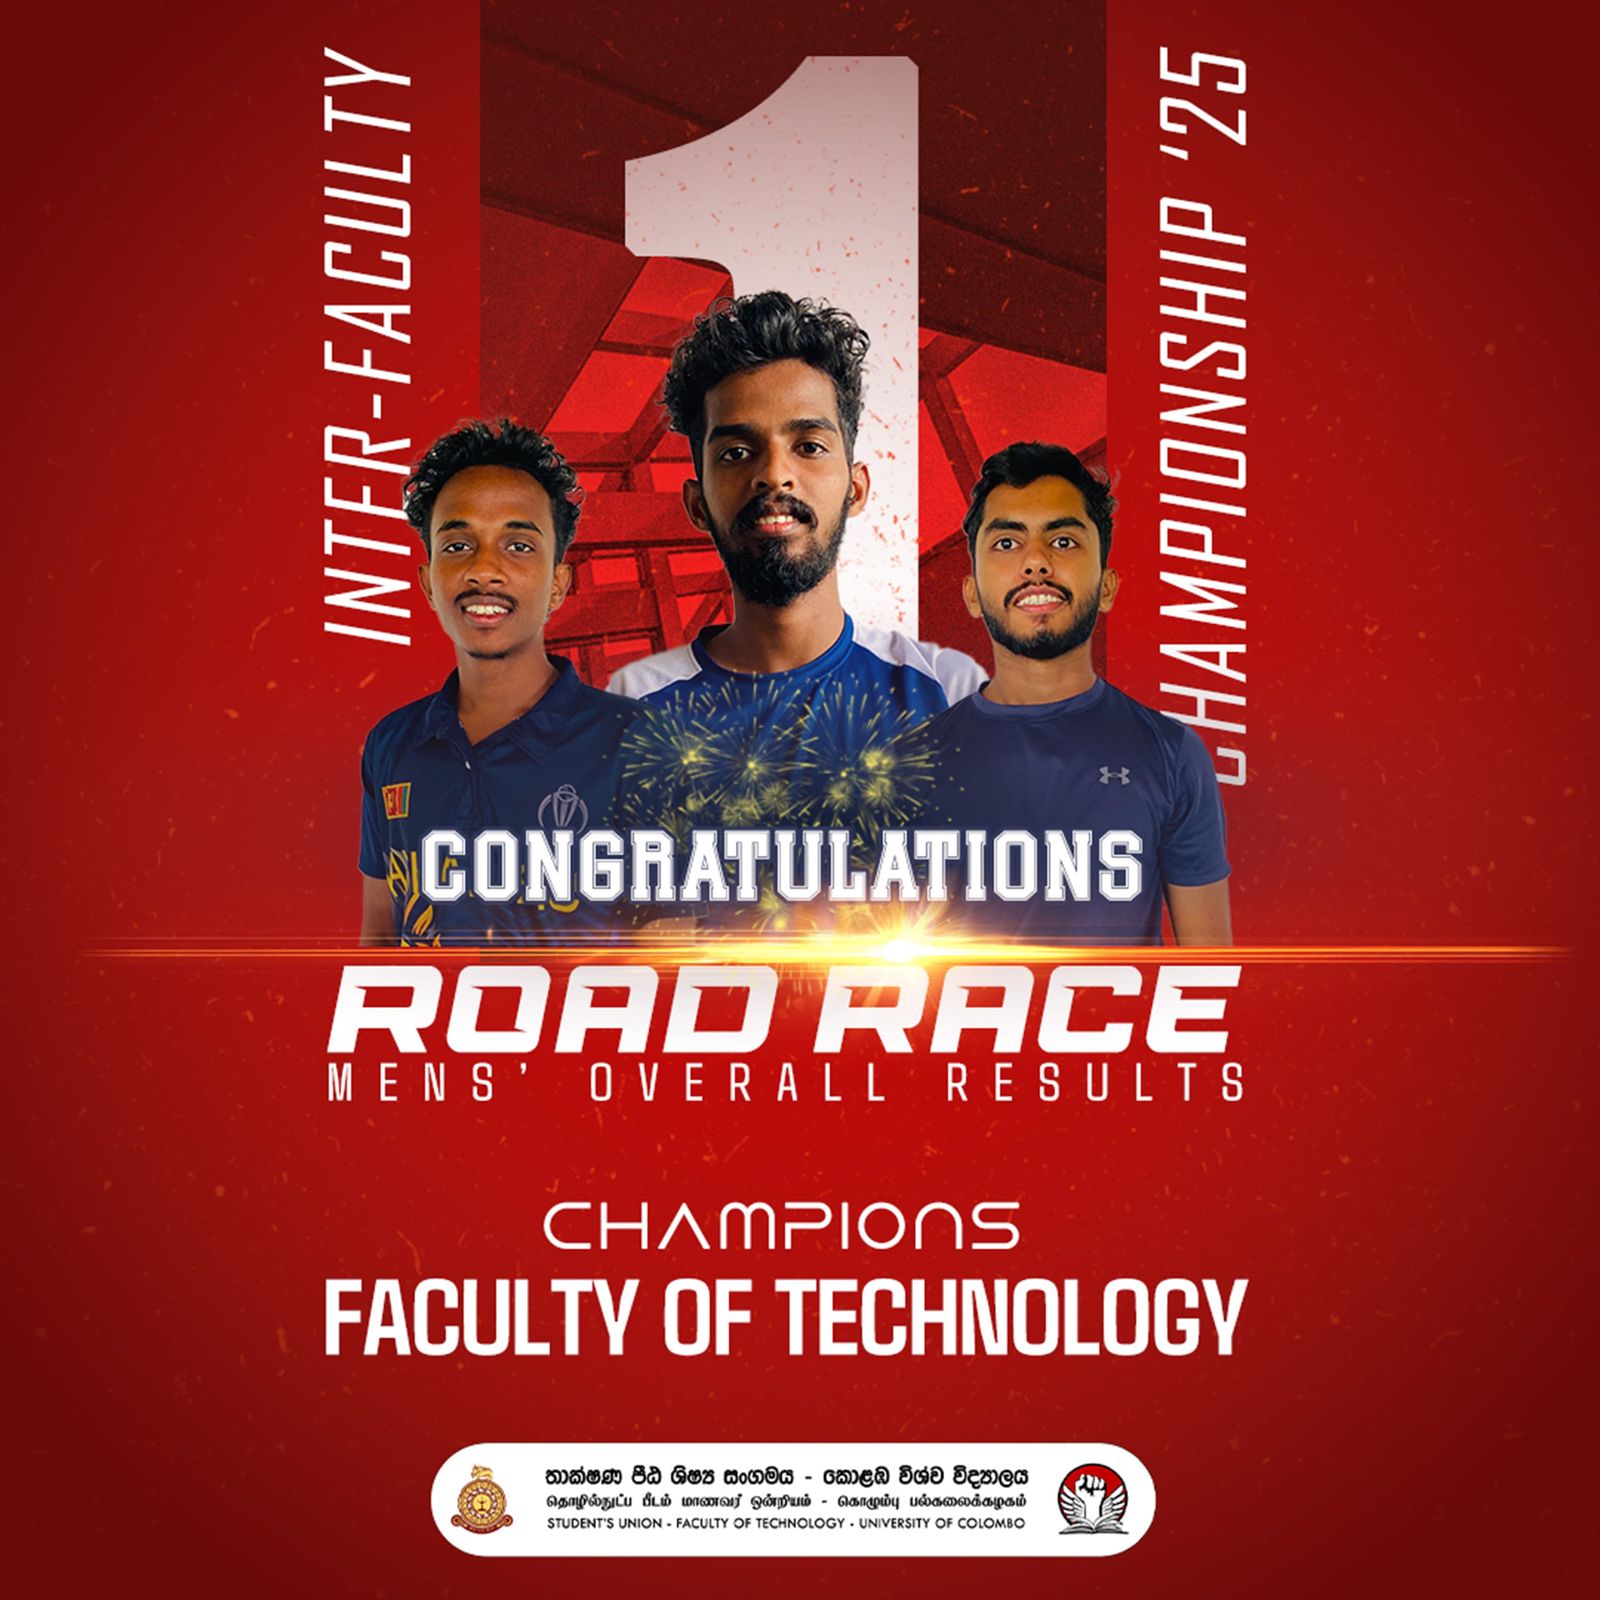 INTER-FACULTY
CHAMPIONSHIP '25
1
CONGRATULATIONS
ROAD RACE
MENS' OVERALL RESULTS
CHAMPIONS
FACULTY OF TECHNOLOGY
තාක්ෂණ පීඨ ශිෂ්‍ය සංගමය - කොළඹ විශ්ව විද්‍යාලය
தொழில்நுட்ப பீடம் மாணவர் ஒன்றியம் - கொழும்பு பல்கலைக்கழகம்
STUDENT'S UNION - FACULTY OF TECHNOLOGY - UNIVERSITY OF COLOMBO